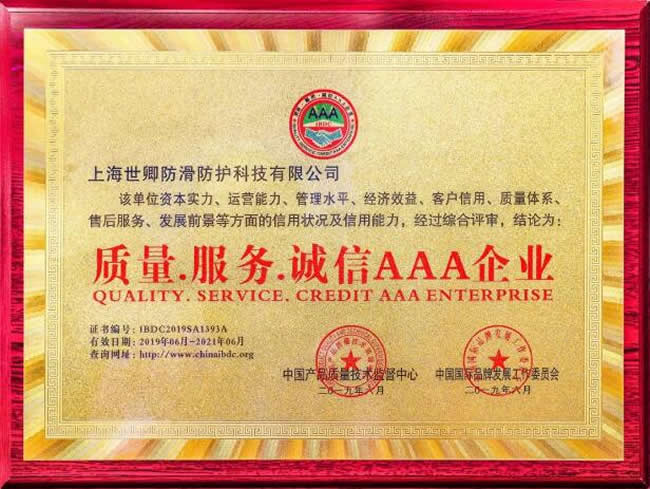 AAA
IBDC
上海世卿防滑防护科技有限公司
该单位资本实力、运营能力、管理水平、经济效益、客户信用、质量体系、
售后服务、发展前景等方面的信用状况及信用能力，经过综合评审，结论为：
质量.服务.诚信AAA企业
QUALITY. SERVICE. CREDIT AAA ENTERPRISE
证书编号：IBDC2019SA1393A
有效日期：2019年06月-2021年06月
查询网址：http://www.chinaibdc.org
中国产品质量技术监督中心
二〇一九年六月
中国国际品牌发展工作委员会
二〇一九年六月